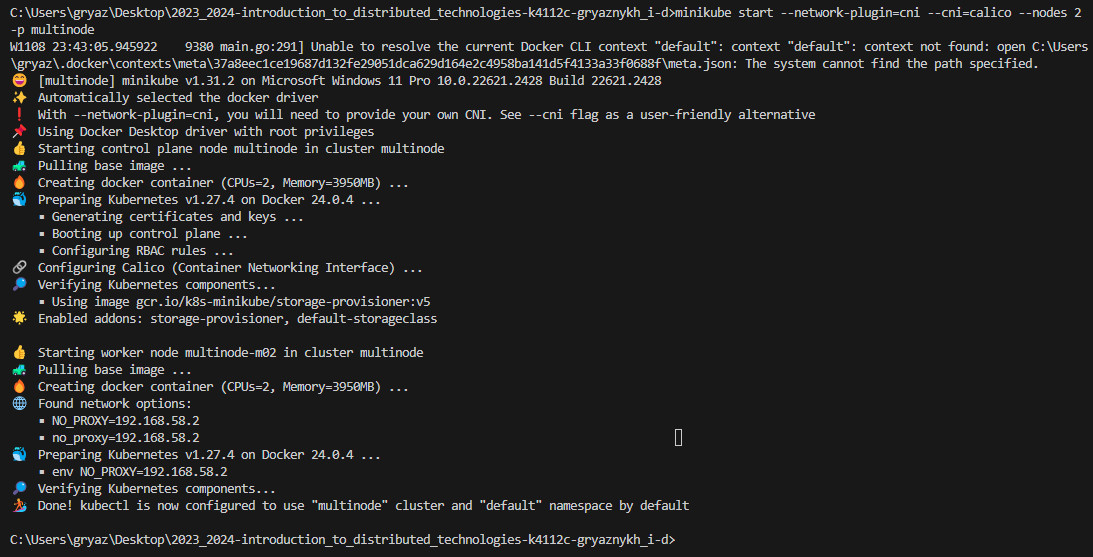 C:\Users\gryaz\Desktop\2023_2024-introduction_to_distributed_technologies-k4112c-gryaznykh_i-d>minikube start --network-plugin=cni --cni=calico --nodes 2
-p multinode
W1108 23:43:05.945922    9380 main.go:291] Unable to resolve the current Docker CLI context "default": context "default": context not found: open C:\Users
\gryaz\.docker\contexts\meta\37a8eec1ce19687d132fe29051dca629d164e2c4958ba141d5f4133a33f0688f\meta.json: The system cannot find the path specified.
😄  [multinode] minikube v1.31.2 on Microsoft Windows 11 Pro 10.0.22621.2428 Build 22621.2428
✨  Automatically selected the docker driver
❗  With --network-plugin=cni, you will need to provide your own CNI. See --cni flag as a user-friendly alternative
📌  Using Docker Desktop driver with root privileges
👍  Starting control plane node multinode in cluster multinode
🚜  Pulling base image ...
🔥  Creating docker container (CPUs=2, Memory=3950MB) ...
🐳  Preparing Kubernetes v1.27.4 on Docker 24.0.4 ...
▪ Generating certificates and keys ...
▪ Booting up control plane ...
▪ Configuring RBAC rules ...
🔗  Configuring Calico (Container Networking Interface) ...
🔎  Verifying Kubernetes components...
▪ Using image gcr.io/k8s-minikube/storage-provisioner:v5
🌟  Enabled addons: storage-provisioner, default-storageclass
👍  Starting worker node multinode-m02 in cluster multinode
🚜  Pulling base image ...
🔥  Creating docker container (CPUs=2, Memory=3950MB) ...
🌐  Found network options:
▪ NO_PROXY=192.168.58.2
▪ no_proxy=192.168.58.2
🐳  Preparing Kubernetes v1.27.4 on Docker 24.0.4 ...
▪ env NO_PROXY=192.168.58.2
🔎  Verifying Kubernetes components...
🏄  Done! kubectl is now configured to use "multinode" cluster and "default" namespace by default
C:\Users\gryaz\Desktop\2023_2024-introduction_to_distributed_technologies-k4112c-gryaznykh_i-d>